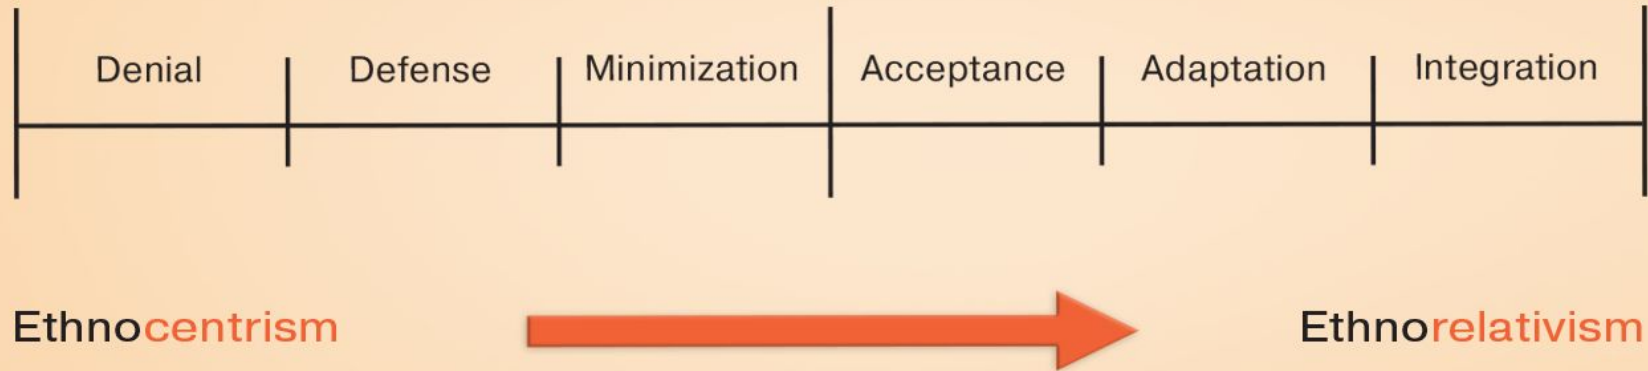 Denial Defense Minimization Acceptance Adaptation Integration
Ethnocentrism Ethnorelativism